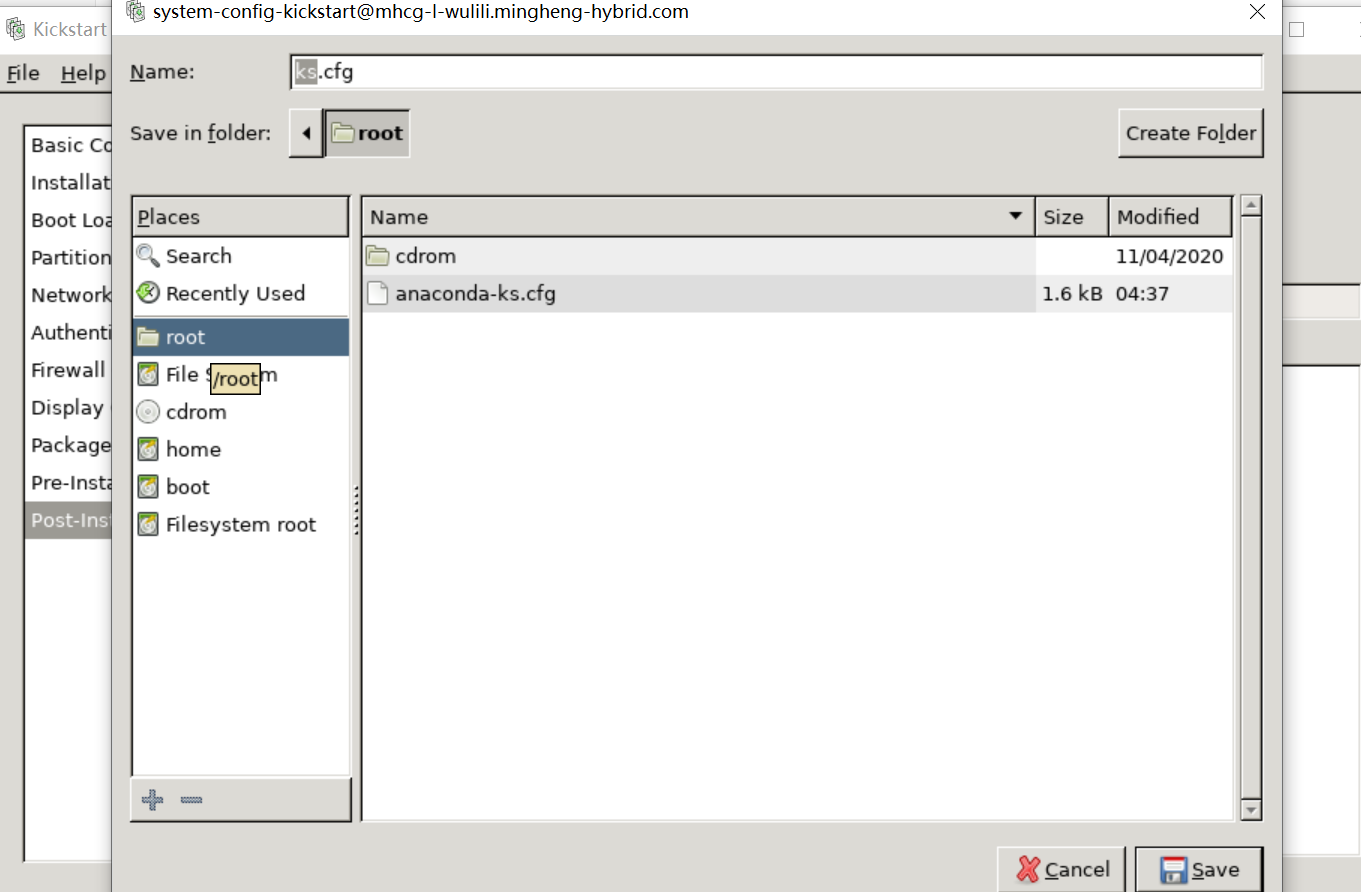 system-config-kickstart@mhcg-l-wulili.mingheng-hybrid.com
Kickstart
File Help
Name: ks.cfg
Save in folder: root Create Folder
Basic Co
Installat
Boot Loa
Partition
Network
Authenti
Firewall
Display
Package
Pre-Insta
Post-Ins
Places
Search
Recently Used
root
File
/root
cdrom
home
boot
Filesystem root
Name Size Modified
cdrom 11/04/2020
anaconda-ks.cfg 1.6 kB 04:37
Cancel Save